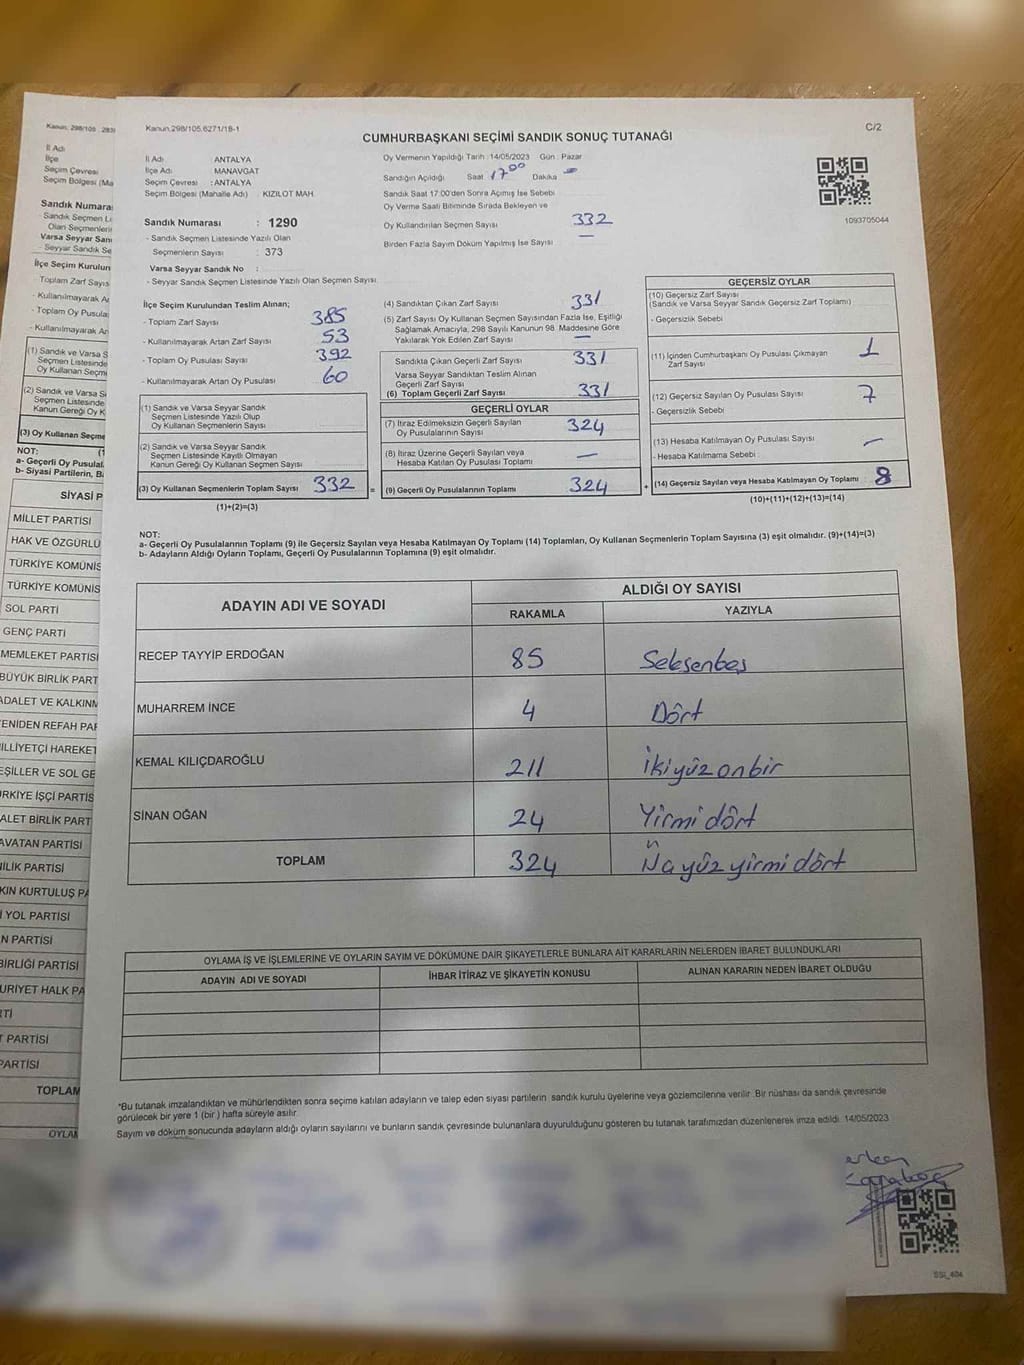 Kanun, 298/105
İl Adı
İlçe
Seçim Çevresi
Seçim Bölgesi (Ma
Sandık Numara
Sandık Seçmen Li
Olan Seçmenleri
Varsa Seyyar San
- Seyyar Sandık Se
İlçe Seçim Kurulun
- Toplam Zarf Sayıs
- Kullanılmayarak Ar
- Toplam Oy Pusula
- Kullanılmayarak Ar
(1) Sandık ve Varsa S
Seçmen Listesinde
Oy Kullanan Seçm
(2) Sandık ve Varsa S
Seçmen Listesinde
Kanun Gereği Oy K
(3) Oy Kullanan Seçme
NOT:
a- Geçerli Oy Pusulal
b- Siyasi Partilerin, B
SİYASİ P
MİLLET PARTİSİ
HAK VE ÖZGÜRLÜ
TÜRKİYE KOMÜNİS
TÜRKİYE KOMÜNİS
SOL PARTİ
GENÇ PARTİ
MEMLEKET PARTİSİ
BÜYÜK BİRLİK PART
ADALET VE KALKINM
YENİDEN REFAH PAR
MİLLİYETÇİ HAREKET
EŞİLLER VE SOL GE
RKİYE İŞÇİ PARTİS
ALET BİRLİK PART
AVATAN PARTİSİ
NİLİK PARTİSİ
KIN KURTULUŞ PA
İ YOL PARTİSİ
N PARTİSİ
BİRLİĞİ PARTİSİ
URİYET HALK PA
RTİ
T PARTİSİ
PARTİSİ
TOPLAM
OYLAM
Kanun.298/105.6271/18-1
C/2
CUMHURBAŞKANI SEÇİMİ SANDIK SONUÇ TUTANAĞI
İl Adı : ANTALYA
İlçe Adı : MANAVGAT
Seçim Çevresi : ANTALYA
Seçim Bölgesi (Mahalle Adı) : KIZILOT MAH.
Oy Vermenin Yapıldığı Tarih : 14/05/2023 Gün : Pazar
Sandığın Açıldığı Saat 17 00 Dakika —
Sandık Saat 17:00'den Sonra Açılmış İse Sebebi
Oy Verme Saati Bitiminde Sırada Bekleyen ve
Oy Kullandırılan Seçmen Sayısı 332
Birden Fazla Sayım Döküm Yapılmış İse Sayısı —
1093705044
Sandık Numarası : 1290
- Sandık Seçmen Listesinde Yazılı Olan
Seçmenlerin Sayısı : 373
Varsa Seyyar Sandık No :
- Seyyar Sandık Seçmen Listesinde Yazılı Olan Seçmen Sayısı
İlçe Seçim Kurulundan Teslim Alınan;
- Toplam Zarf Sayısı 385
- Kullanılmayarak Artan Zarf Sayısı 53
- Toplam Oy Pusulası Sayısı 392
- Kullanılmayarak Artan Oy Pusulası 60
(1) Sandık ve Varsa Seyyar Sandık
Seçmen Listesinde Yazılı Olup
Oy Kullanan Seçmenlerin Sayısı
(2) Sandık ve Varsa Seyyar Sandık
Seçmen Listesinde Kayıtlı Olmayan
Kanun Gereği Oy Kullanan Seçmen Sayısı
(3) Oy Kullanan Seçmenlerin Toplam Sayısı 332 =
(1)+(2)=(3)
(4) Sandıktan Çıkan Zarf Sayısı 331
(5) Zarf Sayısı Oy Kullanan Seçmen Sayısından Fazla İse, Eşitliği
Sağlamak Amacıyla, 298 Sayılı Kanunun 98. Maddesine Göre
Yakılarak Yok Edilen Zarf Sayısı —
Sandıkta Çıkan Geçerli Zarf Sayısı 331
Varsa Seyyar Sandıktan Teslim Alınan
Geçerli Zarf Sayısı
(6) Toplam Geçerli Zarf Sayısı 331
GEÇERLİ OYLAR
(7) İtiraz Edilmeksizin Geçerli Sayılan
Oy Pusulalarının Sayısı 324
(8) İtiraz Üzerine Geçerli Sayılan veya
Hesaba Katılan Oy Pusulası Toplamı —
(9) Geçerli Oy Pusulalarının Toplamı 324 +
GEÇERSİZ OYLAR
(10) Geçersiz Zarf Sayısı
(Sandık ve Varsa Seyyar Sandık Geçersiz Zarf Toplamı)
- Geçersizlik Sebebi
(11) İçinden Cumhurbaşkanı Oy Pusulası Çıkmayan
Zarf Sayısı 1
(12) Geçersiz Sayılan Oy Pusulası Sayısı 7
- Geçersizlik Sebebi
(13) Hesaba Katılmayan Oy Pusulası Sayısı —
- Hesaba Katılmama Sebebi
(14) Geçersiz Sayılan veya Hesaba Katılmayan Oy Toplamı 8
(10)+(11)+(12)+(13)=(14)
NOT:
a- Geçerli Oy Pusulalarının Toplamı (9) ile Geçersiz Sayılan veya Hesaba Katılmayan Oy Toplamı (14) Toplamları, Oy Kullanan Seçmenlerin Toplam Sayısına (3) eşit olmalıdır. (9)+(14)=(3)
b- Adayların Aldığı Oyların Toplamı, Geçerli Oy Pusulalarının Toplamına (9) eşit olmalıdır.
ADAYIN ADI VE SOYADI
ALDIĞI OY SAYISI
RAKAMLA YAZIYLA
RECEP TAYYİP ERDOĞAN 85 Seksenbeş
MUHARREM İNCE 4 Dört
KEMAL KILIÇDAROĞLU 211 İkiyüzonbir
SİNAN OĞAN 24 Yirmidört
TOPLAM 324 Üçyüzyirmidört
OYLAMA İŞ VE İŞLEMLERİNE VE OYLARIN SAYIM VE DÖKÜMÜNE DAİR ŞİKAYETLERLE BUNLARA AİT KARARLARIN NELERDEN İBARET BULUNDUKLARI
ADAYIN ADI VE SOYADI İHBAR İTİRAZ VE ŞİKAYETİN KONUSU ALINAN KARARIN NEDEN İBARET OLDUĞU
*Bu tutanak imzalandıktan ve mühürlendikten sonra seçime katılan adayların ve talep eden siyasi partilerin sandık kurulu üyelerine veya gözlemcilerine verilir. Bir nüshası da sandık çevresinde
görülecek bir yere 1 (bir) hafta süreyle asılır.
Sayım ve döküm sonucunda adayların aldığı oyların sayılarını ve bunların sandık çevresinde bulunanlara duyurulduğunu gösteren bu tutanak tarafımızdan düzenlenerek imza edildi. 14/05/2023